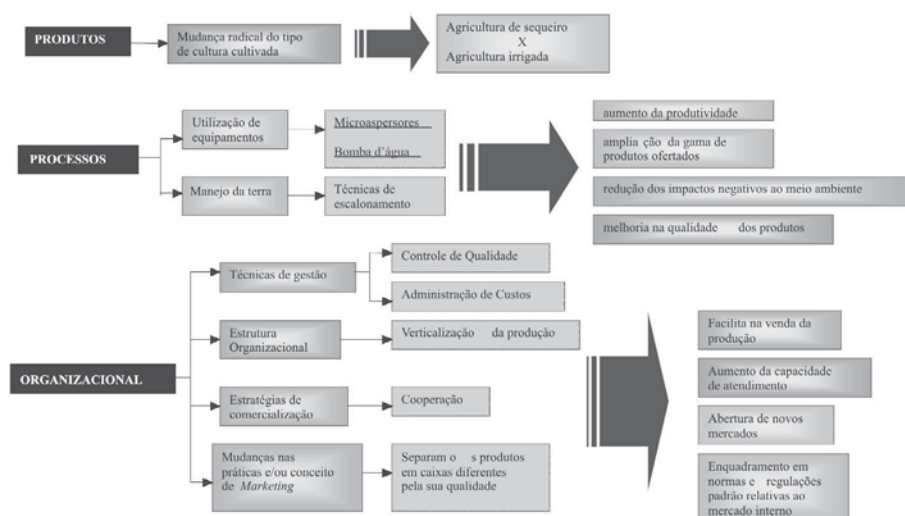 PRODUTOS
Mudança radical do tipo
de cultura cultivada
Agricultura de sequeiro
X
Agricultura irrigada
PROCESSOS
Utilização de
equipamentos
Microaspersores
Bomba d'água
Manejo da terra
Técnicas de
escalonamento
aumento da produtividade
amplia ção da gama de
produtos ofertados
redução dos impactos negativos ao meio ambiente
melhoria na qualidade dos produtos
ORGANIZACIONAL
Técnicas de gestão
Controle de Qualidade
Administração de Custos
Estrutura
Organizacional
Verticalização da produção
Estratégias de
comercialização
Cooperação
Mudanças nas
práticas e/ou conceito
de Marketing
Separam o s produtos
em caixas diferentes
pela sua qualidade
Facilita na venda da
produção
Aumento da capacidade
de atendimento
Abertura de novos
mercados
Enquadramento em
normas e regulações
padrão relativas ao
mercado interno